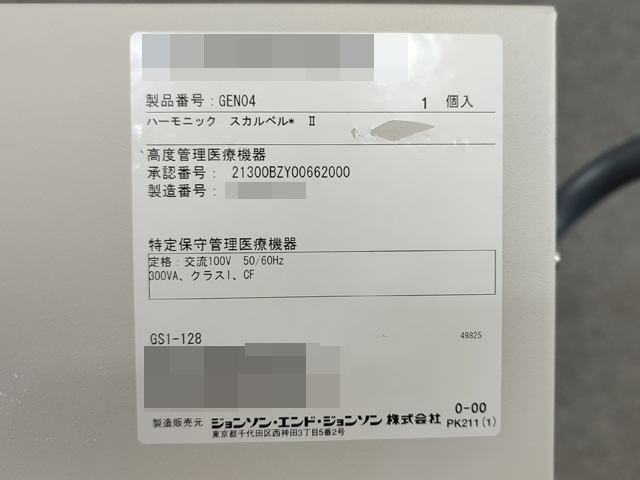 製品番号：GEN04 1 個入
ハーモニック スカルペル* Ⅱ
高度管理医療機器
承認番号： 21300BZY00662000
製造番号：
特定保守管理医療機器
定格：交流100V 50/60Hz
300VA、クラスI、CF
GS1-128 49825
製造販売元 ジョンソン・エンド・ジョンソン 株式会社 0-00
東京都千代田区西神田3丁目5番2号 PK211(1)